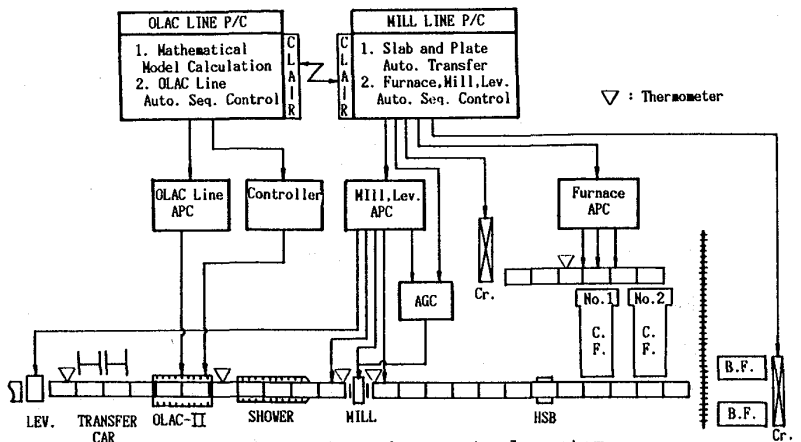 OLAC LINE P/C
1. Mathematical
Model Calculation
2. OLAC Line
Auto. Seq. Control
CLAIR
CLAIR
MILL LINE P/C
1. Slab and Plate
Auto. Transfer
2. Furnace,Mill,Lev.
Auto. Seq. Control
: Thermometer
OLAC Line
APC
Controller
MIll,Lev.
APC
Furnace
APC
AGC
Cr.
No.1
No.2
C.
F.
C.
F.
B.F.
B.F.
Cr.
LEV.
TRANSFER
CAR
OLAC-II
SHOWER
MILL
HSB